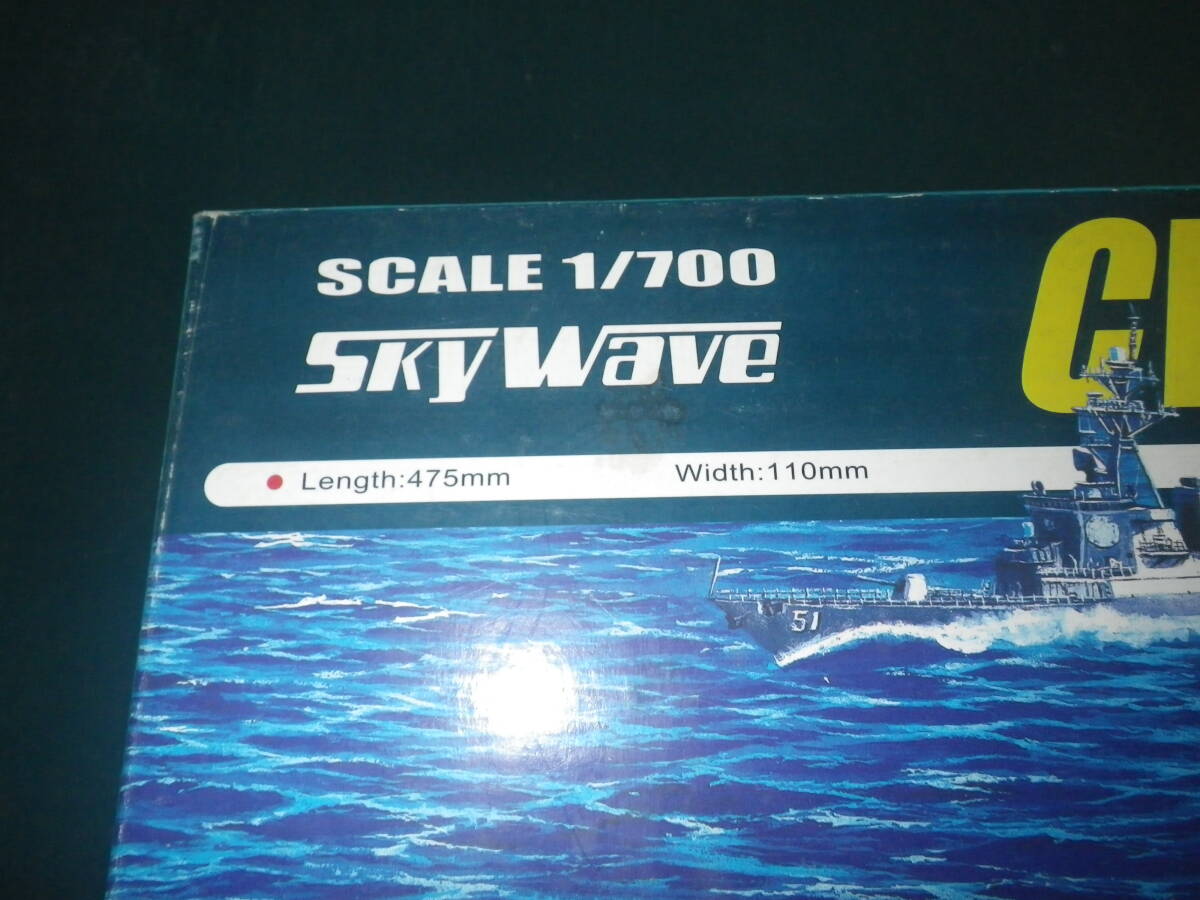 SCALE 1/700
SkyWave
Length:475mm Width:110mm
51